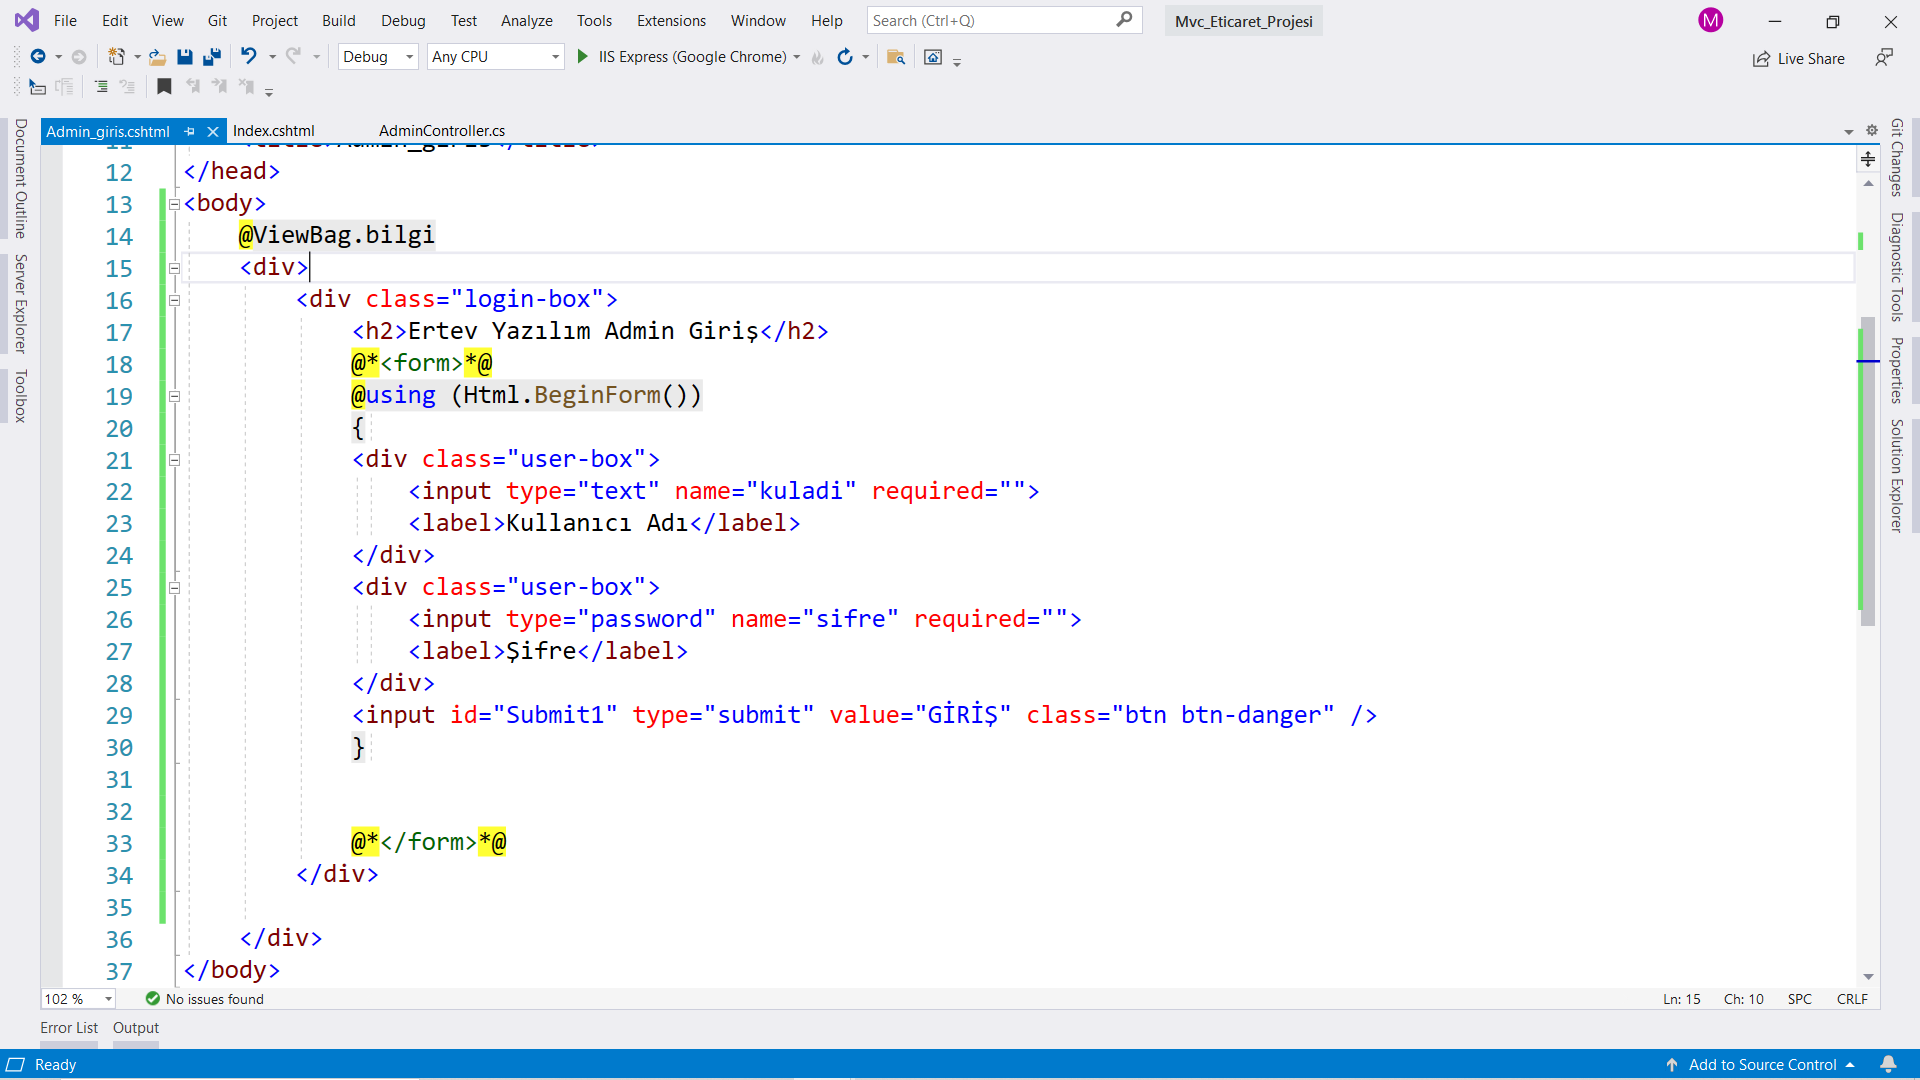 File Edit View Git Project Build Debug Test Analyze Tools Extensions Window Help Search (Ctrl+Q) Mvc_Eticaret_Projesi M
Debug Any CPU IIS Express (Google Chrome) Live Share
Admin_giris.cshtml Index.cshtml AdminController.cs
Document Outline
Server Explorer
Toolbox
11 <title>Admin_giris</title>
12 </head>
13 <body>
14 @ViewBag.bilgi
15 <div>
16 <div class="login-box">
17 <h2>Ertev Yazılım Admin Giriş</h2>
18 @*<form>*@
19 @using (Html.BeginForm())
20 {
21 <div class="user-box">
22 <input type="text" name="kuladi" required="">
23 <label>Kullanıcı Adı</label>
24 </div>
25 <div class="user-box">
26 <input type="password" name="sifre" required="">
27 <label>Şifre</label>
28 </div>
29 <input id="Submit1" type="submit" value="GİRİŞ" class="btn btn-danger" />
30 }
31
32
33 @*</form>*@
34 </div>
35
36 </div>
37 </body>
Git Changes
Diagnostic Tools
Properties
Solution Explorer
102 % No issues found Ln: 15 Ch: 10 SPC CRLF
Error List Output
Ready Add to Source Control